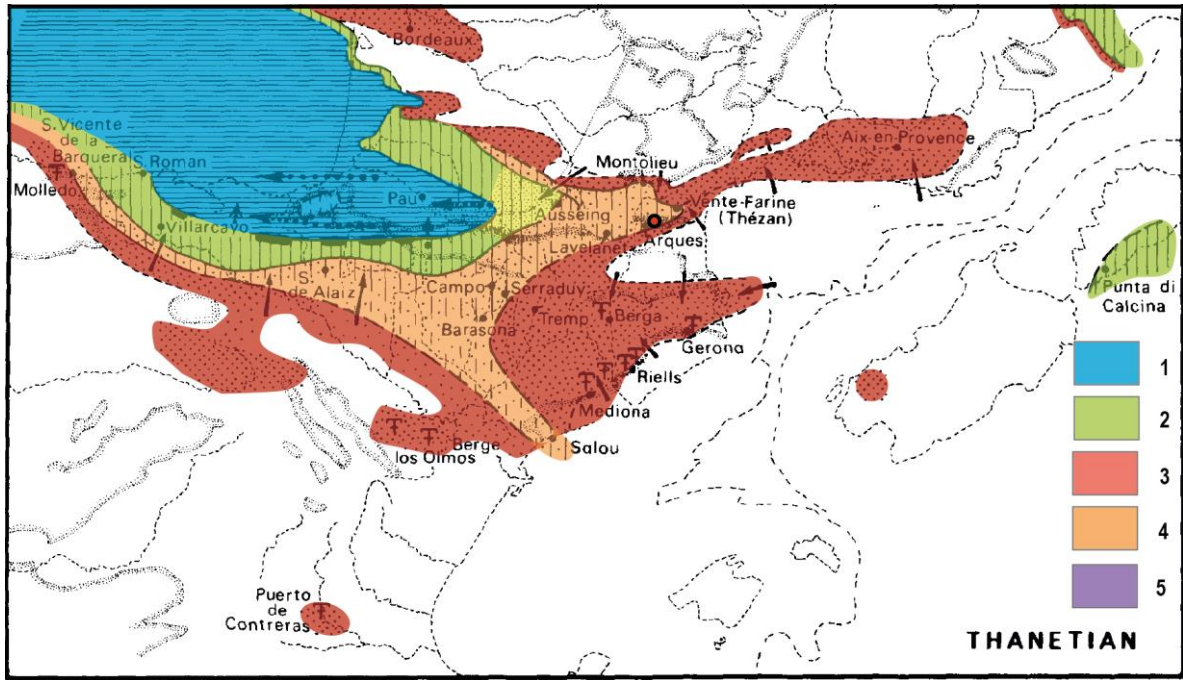 Bordeaux
S. Vicente
de la
Barquera
S. Roman
Molledo
Montolieu
Aix-en-Provence
Pau
Vente-Farine
(Thézan)
Ausseing
Villarcayo
Lavelanet
Arques
S.
de Alaiz
Campo
Serraduy
Tremp
Berga
Punta di
Calcina
Barasona
Gerona
Riells
Mediona
Salou
Berge
los Olmos
1
2
3
4
5
Puerto
de
Contreras
THANETIAN